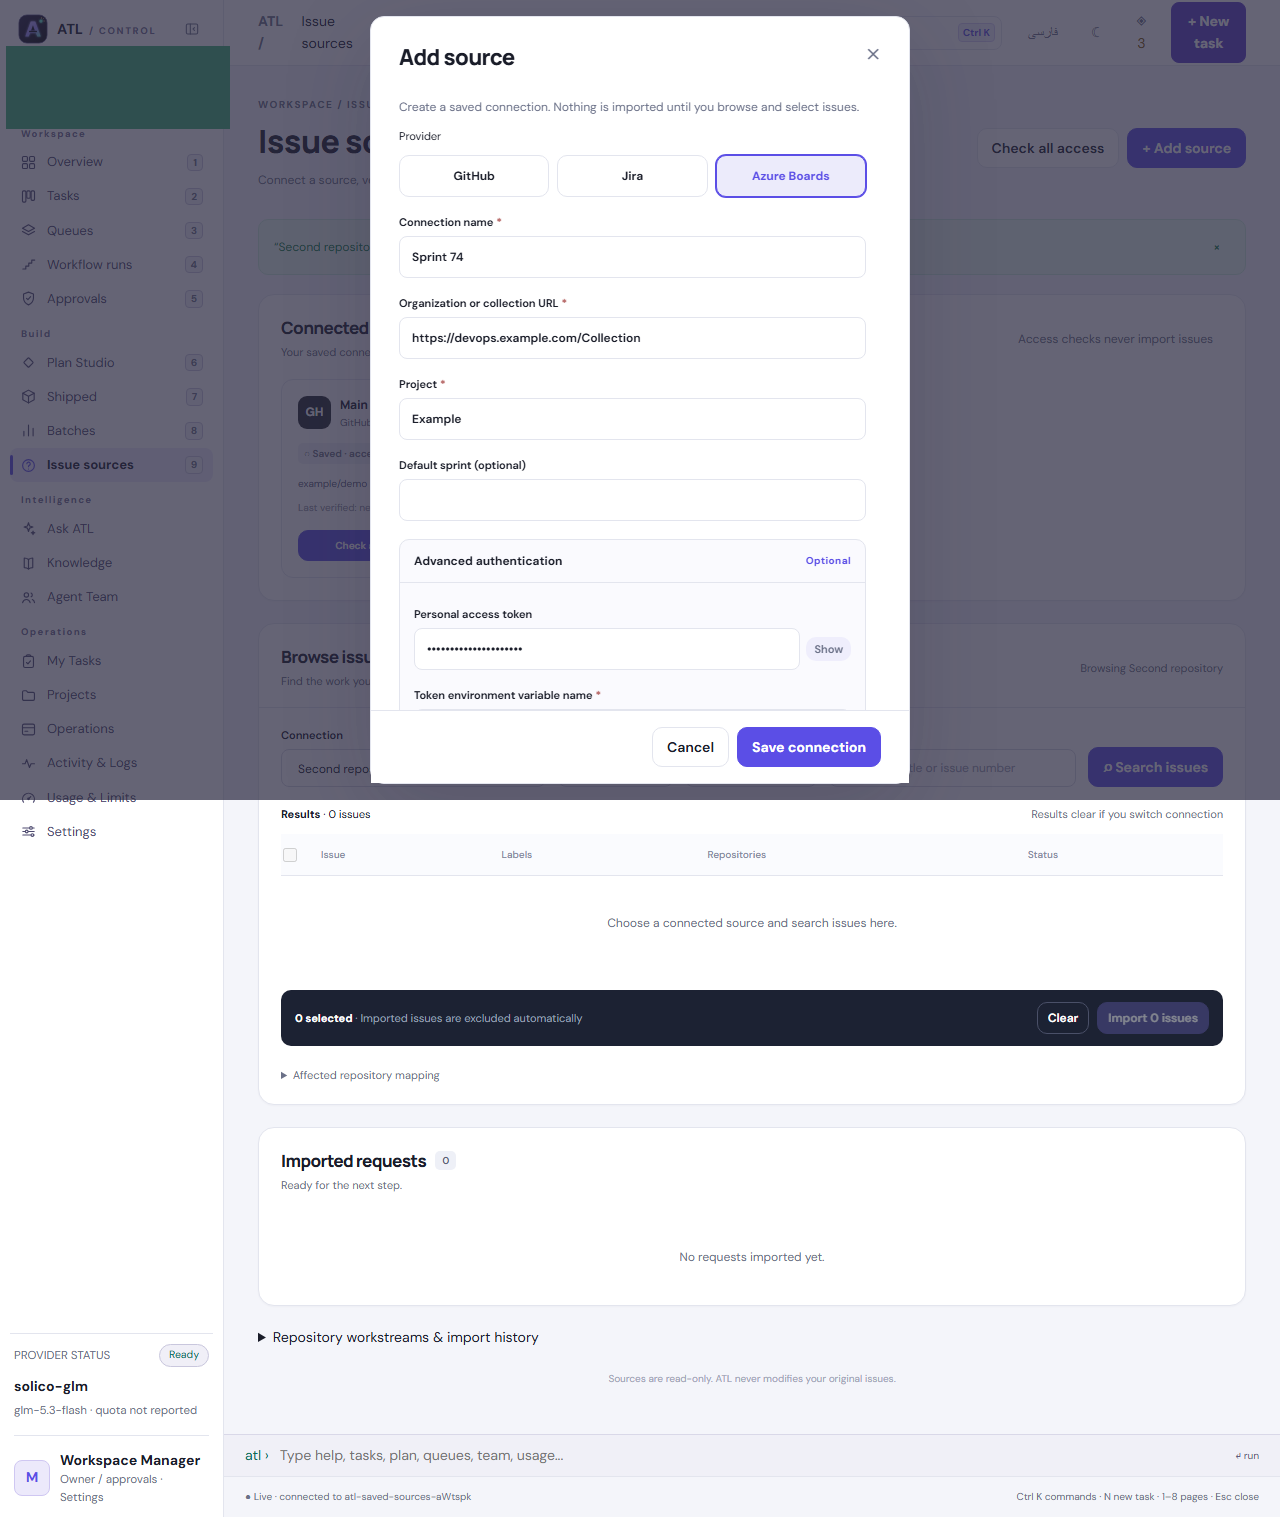 ATL / CONTROL
Workspace
Overview 1
Tasks 2
Queues 3
Workflow runs 4
Approvals 5
Build
Plan Studio 6
Shipped 7
Batches 8
Issue sources 9
Intelligence
Ask ATL
Knowledge
Agent Team
Operations
My Tasks
Projects
Operations
Activity & Logs
Usage & Limits
Settings
PROVIDER STATUS Ready
solico-glm
glm-5.3-flash · quota not reported
M
Workspace Manager
Owner / approvals ·
Settings
ATL /
Issue sources
Ctrl K
فارسی
3
+ New task
WORKSPACE /
Check all access
+ Add source
Connect a source,
"Second
×
Connected
Your saved
Access checks never import issues
GH
Main
Saved ·
example/demo
Last verified:
Check
Browse
Find the work you
Browsing Second repository
Connection
Second
or issue number
Search issues
Add source
×
Create a saved connection. Nothing is imported until you browse and select issues.
Provider
GitHub
Jira
Azure Boards
Connection name *
Sprint 74
Organization or collection URL *
https://devops.example.com/Collection
Project *
Example
Default sprint (optional)
Advanced authentication Optional
Personal access token
•••••••••••••••••••••
Show
Token environment variable name *
Cancel
Save connection
Results · 0 issues
Results clear if you switch connection
Issue Labels Repositories Status
Choose a connected source and search issues here.
0 selected · Imported issues are excluded automatically
Clear
Import 0 issues
▶ Affected repository mapping
Imported requests 0
Ready for the next step.
No requests imported yet.
▶ Repository workstreams & import history
Sources are read-only. ATL never modifies your original issues.
atl › Type help, tasks, plan, queues, team, usage...
⏎ run
● Live · connected to atl-saved-sources-aWtspk
Ctrl K commands · N new task · 1–8 pages · Esc close